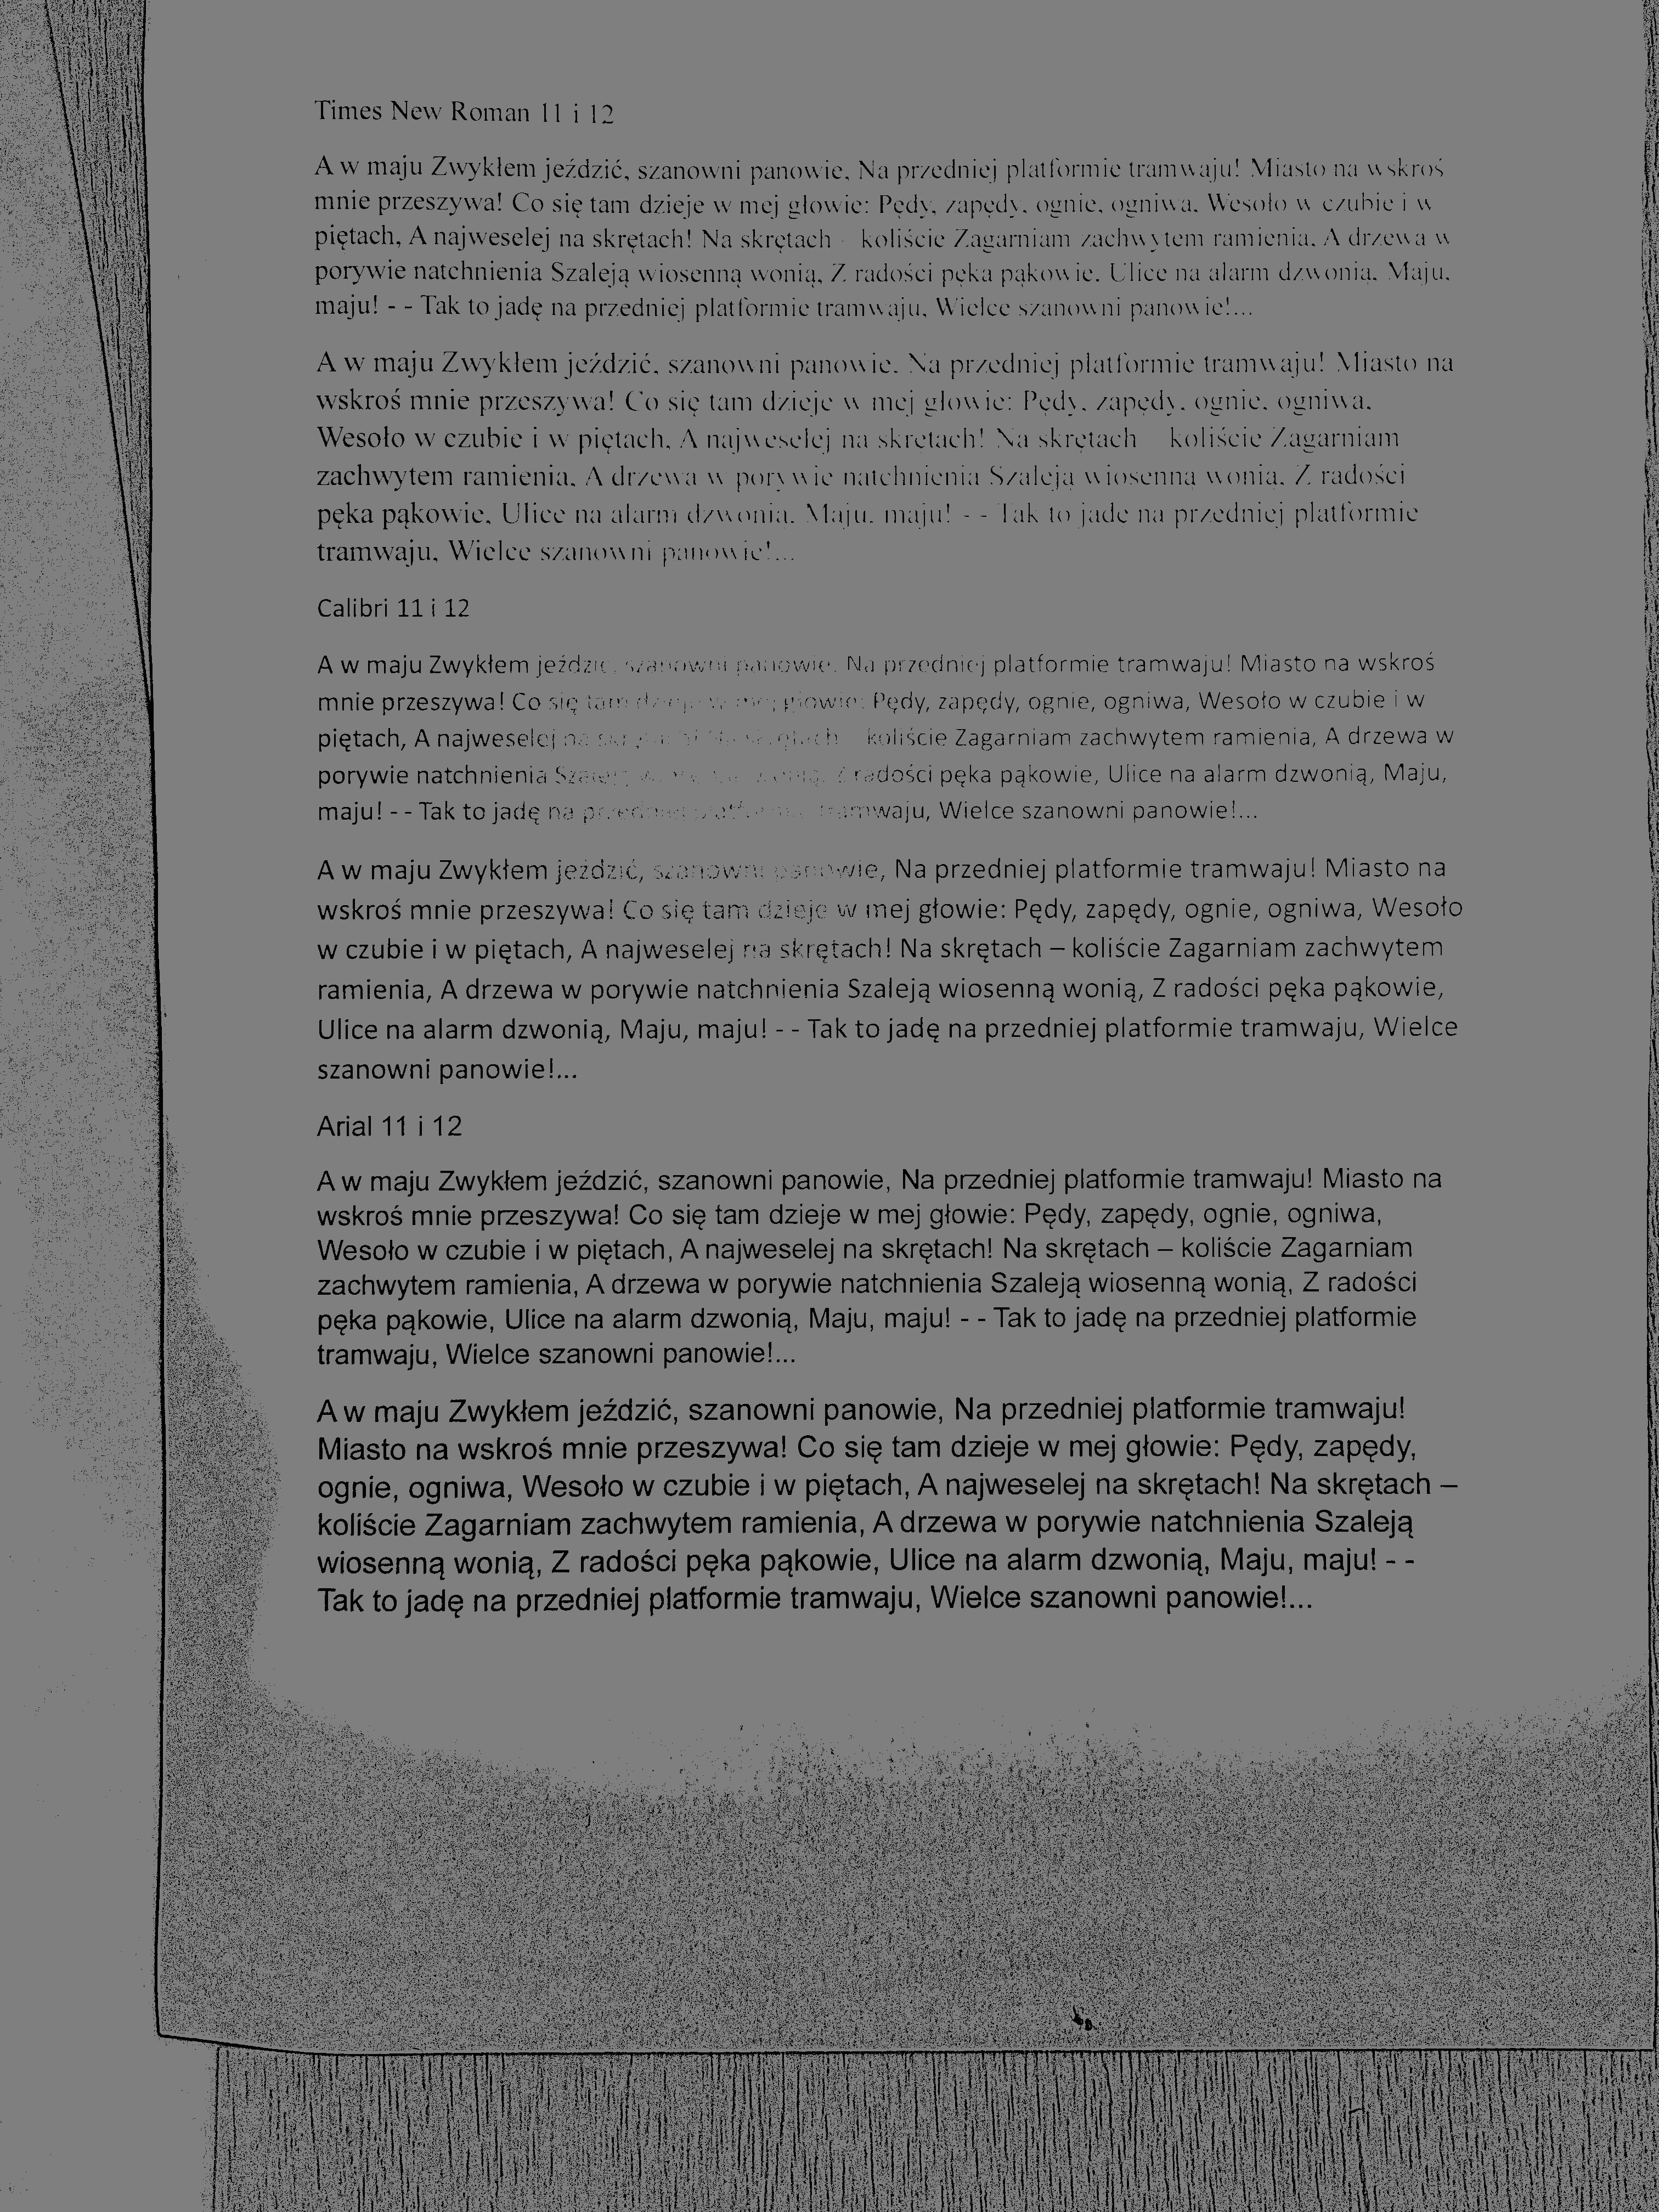 Times New Roman 11 i 12
A w maju Zwykłem jeździć, szanowni panowie, Na przedniej platformie tramwaju! Miasto na wskroś
mnie przeszywa! Co się tam dzieje w mej głowie: Pędy, zapędy, ognie, ogniwa, Wesoło w czubie i w
piętach, A najweselej na skrętach! Na skrętach koliście Zagarniam zachwytem ramienia, A drzewa w
porywie natchnienia Szaleją wiosenną wonią, Z radości pęka pąkowie, Ulice na alarm dzwonią, Maju,
maju! - - Tak to jadę na przedniej platformie tramwaju, Wielce szanowni panowie!...
A w maju Zwykłem jeździć, szanowni panowie, Na przedniej platformie tramwaju! Miasto na
wskroś mnie przeszywa! Co się tam dzieje w mej głowie: Pędy, zapędy, ognie, ogniwa,
Wesoło w czubie i w piętach, A najweselej na skrętach! Na skrętach koliście Zagarniam
zachwytem ramienia, A drzewa w porywie natchnienia Szaleją wiosenną wonią, Z radości
pęka pąkowie, Ulice na alarm dzwonią, Maju, maju! - - Tak to jadę na przedniej platformie
tramwaju, Wielce szanowni panowie!...
Calibri 11 i 12
A w maju Zwykłem jeździć, szanowni panowie, Na przedniej platformie tramwaju! Miasto na wskroś
mnie przeszywa! Co się tam w mej głowie: Pędy, zapędy, ognie, ogniwa, Wesoło w czubie i w
piętach, A najweselej na koliście Zagarniam zachwytem ramienia, A drzewa w
porywie natchnienia Szaleją radości pęka pąkowie, Ulice na alarm dzwonią, Maju,
maju! - - Tak to jadę na przedniej tramwaju, Wielce szanowni panowie!...
A w maju Zwykłem jeździć, szanowni panowie, Na przedniej platformie tramwaju! Miasto na
wskroś mnie przeszywa! Co się tam dzieje w mej głowie: Pędy, zapędy, ognie, ogniwa, Wesoło
w czubie i w piętach, A najweselej na skrętach! Na skrętach – koliście Zagarniam zachwytem
ramienia, A drzewa w porywie natchnienia Szaleją wiosenną wonią, Z radości pęka pąkowie,
Ulice na alarm dzwonią, Maju, maju! - - Tak to jadę na przedniej platformie tramwaju, Wielce
szanowni panowie!...
Arial 11 i 12
A w maju Zwykłem jeździć, szanowni panowie, Na przedniej platformie tramwaju! Miasto na
wskroś mnie przeszywa! Co się tam dzieje w mej głowie: Pędy, zapędy, ognie, ogniwa,
Wesoło w czubie i w piętach, A najweselej na skrętach! Na skrętach – koliście Zagarniam
zachwytem ramienia, A drzewa w porywie natchnienia Szaleją wiosenną wonią, Z radości
pęka pąkowie, Ulice na alarm dzwonią, Maju, maju! - - Tak to jadę na przedniej platformie
tramwaju, Wielce szanowni panowie!...
A w maju Zwykłem jeździć, szanowni panowie, Na przedniej platformie tramwaju!
Miasto na wskroś mnie przeszywa! Co się tam dzieje w mej głowie: Pędy, zapędy,
ognie, ogniwa, Wesoło w czubie i w piętach, A najweselej na skrętach! Na skrętach –
koliście Zagarniam zachwytem ramienia, A drzewa w porywie natchnienia Szaleją
wiosenną wonią, Z radości pęka pąkowie, Ulice na alarm dzwonią, Maju, maju! - -
Tak to jadę na przedniej platformie tramwaju, Wielce szanowni panowie!...